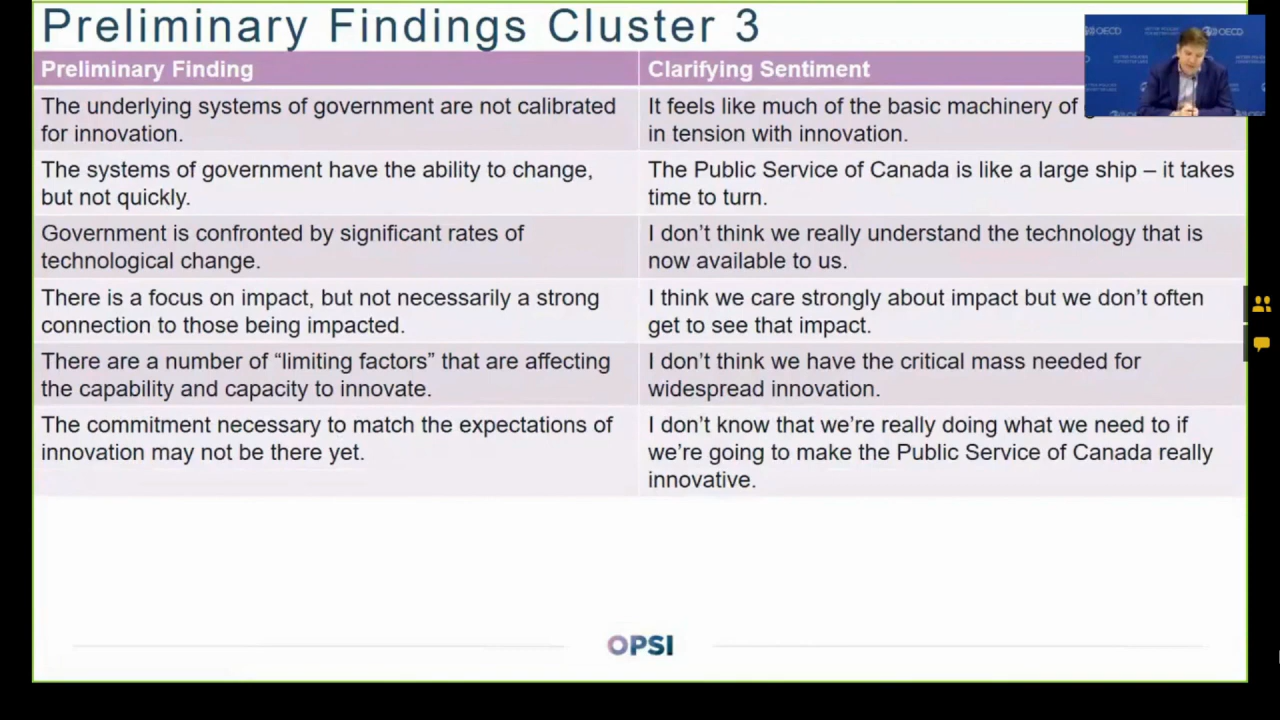 Preliminary Findings Cluster 3
Preliminary Finding
Clarifying Sentiment
The underlying systems of government are not calibrated
for innovation.
It feels like much of the basic machinery of
in tension with innovation.
The systems of government have the ability to change,
but not quickly.
The Public Service of Canada is like a large ship – it takes
time to turn.
Government is confronted by significant rates of
technological change.
I don’t think we really understand the technology that is
now available to us.
There is a focus on impact, but not necessarily a strong
connection to those being impacted.
I think we care strongly about impact but we don’t often
get to see that impact.
There are a number of “limiting factors” that are affecting
the capability and capacity to innovate.
I don’t think we have the critical mass needed for
widespread innovation.
The commitment necessary to match the expectations of
innovation may not be there yet.
I don’t know that we’re really doing what we need to if
we’re going to make the Public Service of Canada really
innovative.
OPSI
OECD
OECD